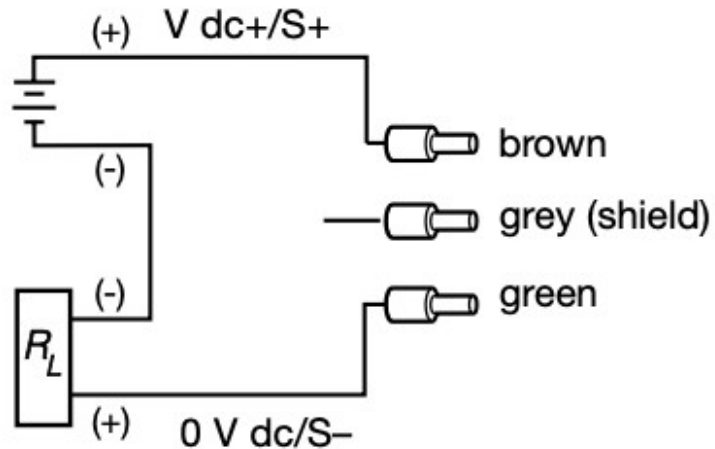 (+) V dc+/S+
brown
(-)
grey (shield)
(-)
green
RL
(+)
0 V dc/S–